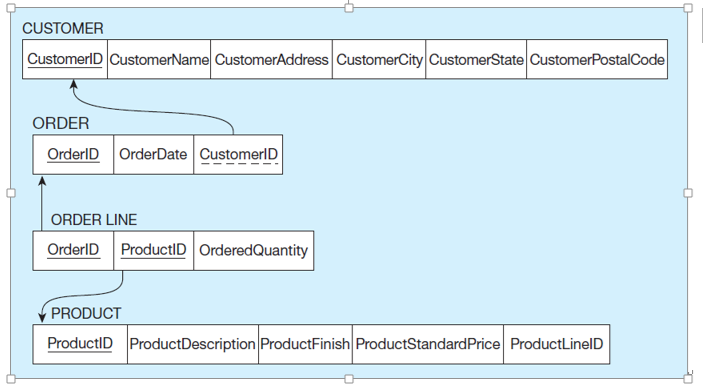 CUSTOMER
CustomerID CustomerName CustomerAddress CustomerCity CustomerState CustomerPostalCode
ORDER
OrderID OrderDate CustomerID
ORDER LINE
OrderID ProductID OrderedQuantity
PRODUCT
ProductID ProductDescription ProductFinish ProductStandardPrice ProductLineID